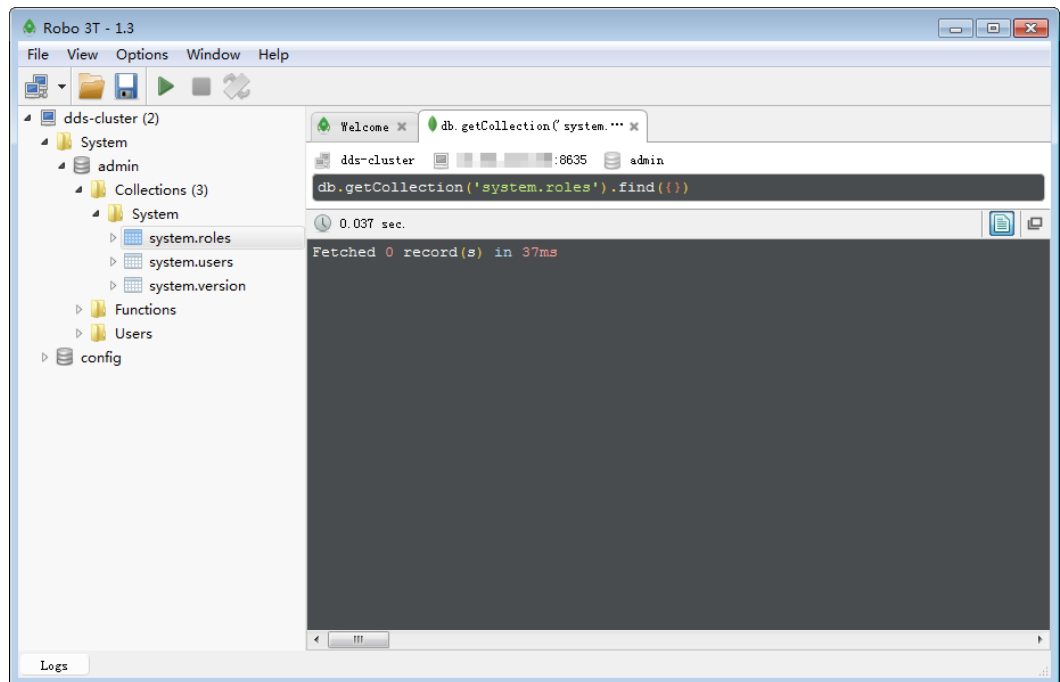 Robo 3T - 1.3
File View Options Window Help
dds-cluster (2)
System
admin
Collections (3)
System
system.roles
system.users
system.version
Functions
Users
config
Welcome
db.getCollection('system.…
dds-cluster :8635 admin
db.getCollection('system.roles').find({})
0.037 sec.
Fetched 0 record(s) in 37ms
Logs